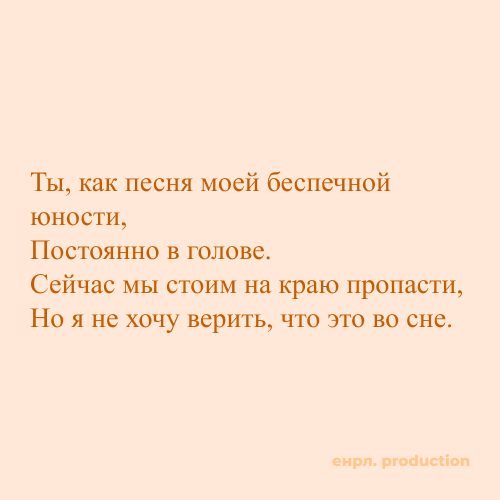 Ты, как песня моей беспечной
юности,
Постоянно в голове.
Сейчас мы стоим на краю пропасти,
Но я не хочу верить, что это во сне.
енрл. production